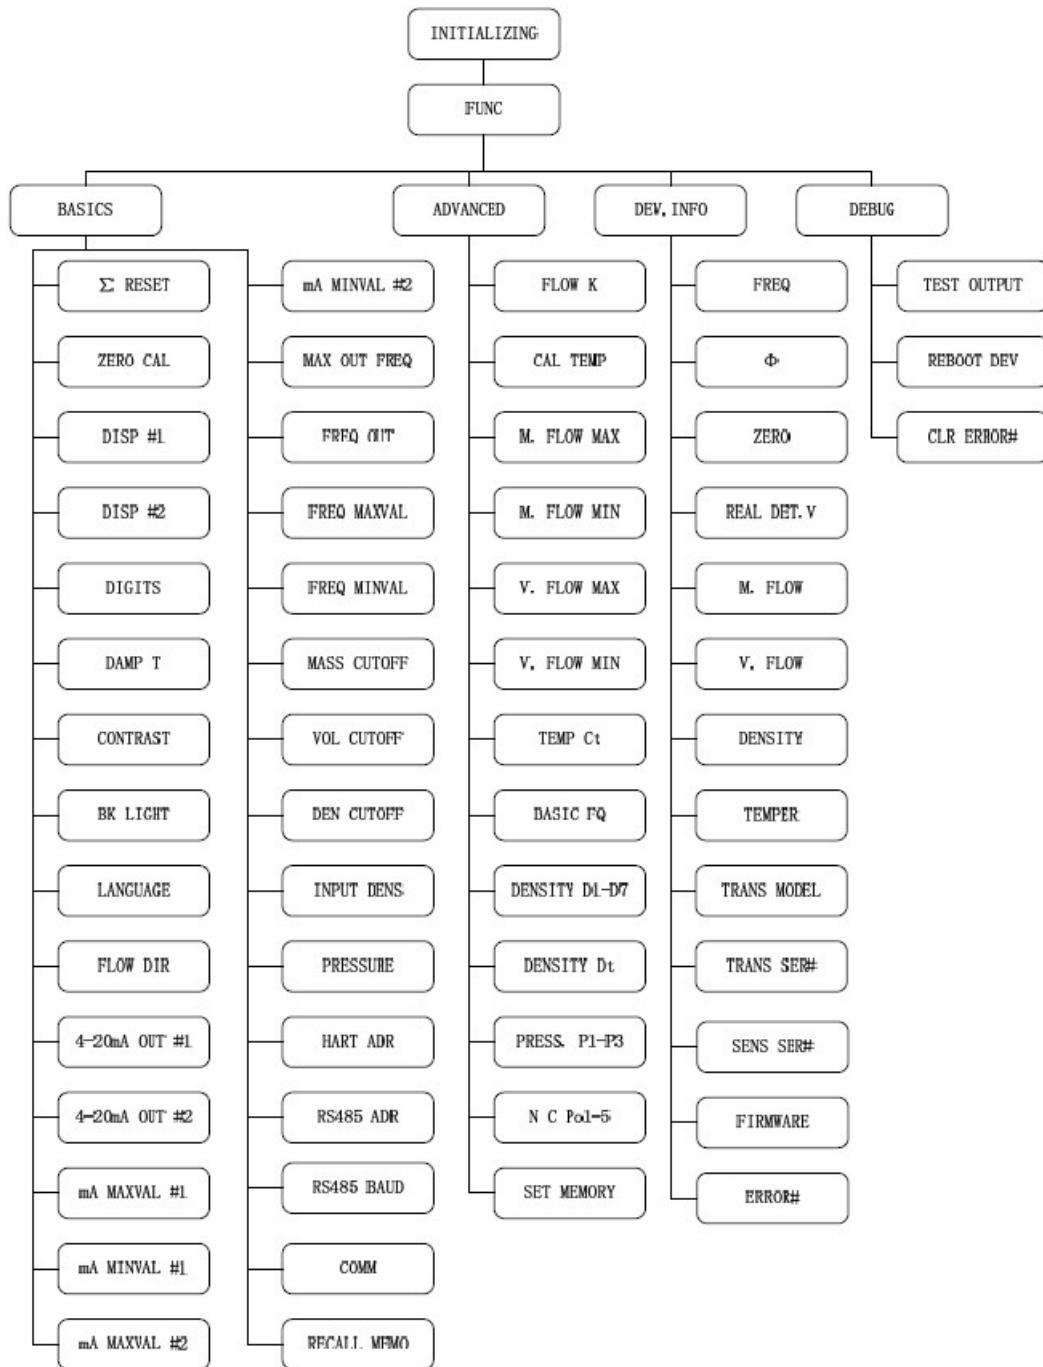 INITIALIZING
FUNC
BASICS
ADVANCED
DEV.INFO
DEBUG
Σ RESET
ZERO CAL
DISP #1
DISP #2
DIGITS
DAMP T
CONTRAST
BK LIGHT
LANGUAGE
FLOW DIR
4-20mA OUT #1
4-20mA OUT #2
mA MAXVAL #1
mA MINVAL #1
mA MAXVAL #2
mA MINVAL #2
MAX OUT FREQ
FREQ OUT
FREQ MAXVAL
FREQ MINVAL
MASS CUTOFF
VOL CUTOFF
DEN CUTOFF
INPUT DENS
PRESSURE
HART ADR
RS485 ADR
RS485 BAUD
COMM
RECALL MEMO
FLOW K
CAL TEMP
M. FLOW MAX
M. FLOW MIN
V. FLOW MAX
V. FLOW MIN
TEMP Ct
BASIC FQ
DENSITY D1-D7
DENSITY Dt
PRESS. P1-P3
N C Po1-5
SET MEMORY
FREQ
Φ
ZERO
REAL DET.V
M. FLOW
V. FLOW
DENSITY
TEMPER
TRANS MODEL
TRANS SER#
SENS SER#
FIRMWARE
ERROR#
TEST OUTPUT
REBOOT DEV
CLR ERROR#